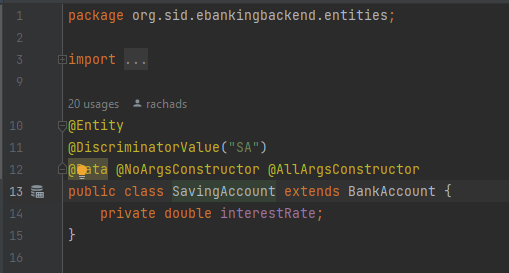 1 package org.sid.ebankingbackend.entities;
2
3 import ...
9
20 usages rachads
10 @Entity
11 @DiscriminatorValue("SA")
12 @Data @NoArgsConstructor @AllArgsConstructor
13 public class SavingAccount extends BankAccount {
14 private double interestRate;
15 }
16